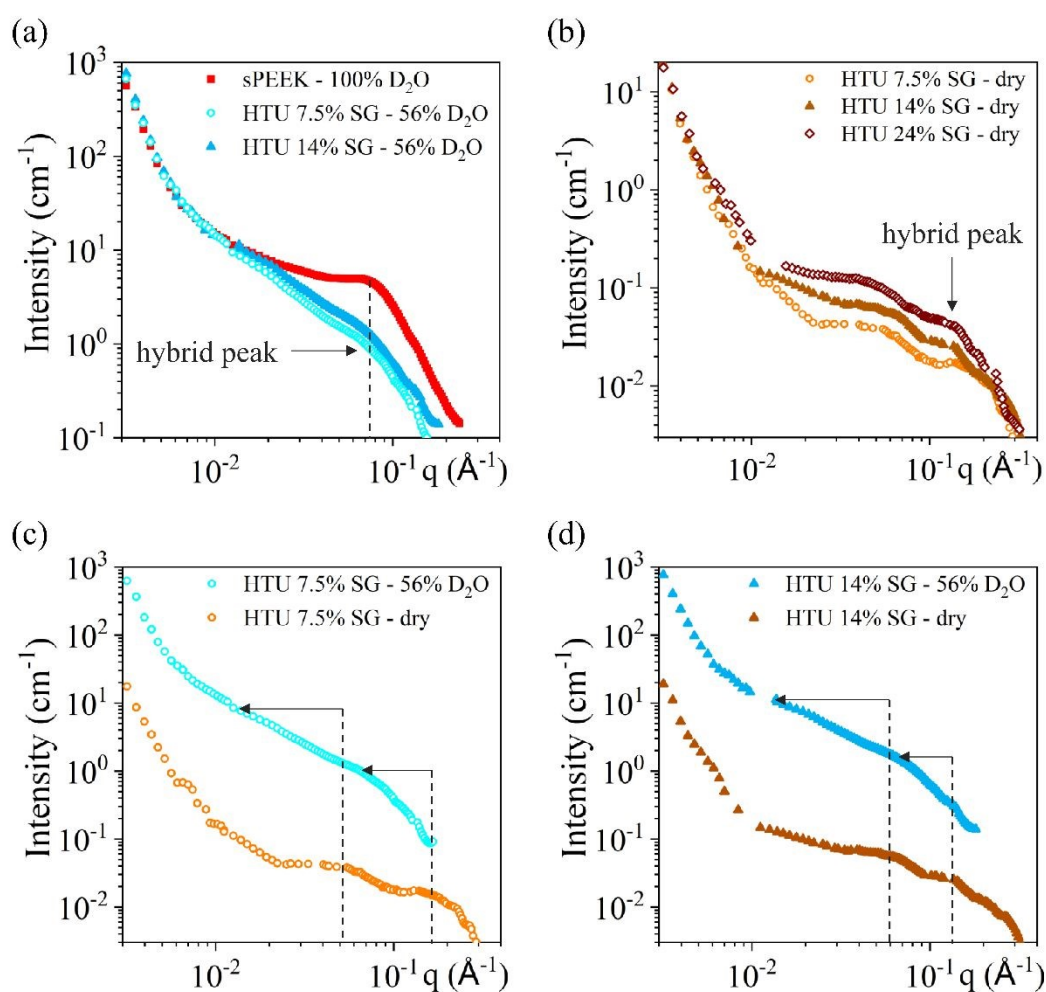 (a)
Intensity (cm⁻¹)
10³
10²
10¹
10⁰
10⁻¹
sPEEK - 100% D₂O
HTU 7.5% SG - 56% D₂O
HTU 14% SG - 56% D₂O
hybrid peak
10⁻²
10⁻¹
q (Å⁻¹)
(b)
Intensity (cm⁻¹)
10¹
10⁰
10⁻¹
10⁻²
HTU 7.5% SG - dry
HTU 14% SG - dry
HTU 24% SG - dry
hybrid peak
10⁻²
10⁻¹
q (Å⁻¹)
(c)
Intensity (cm⁻¹)
10³
10²
10¹
10⁰
10⁻¹
10⁻²
HTU 7.5% SG - 56% D₂O
HTU 7.5% SG - dry
10⁻²
10⁻¹
q (Å⁻¹)
(d)
Intensity (cm⁻¹)
10³
10²
10¹
10⁰
10⁻¹
10⁻²
HTU 14% SG - 56% D₂O
HTU 14% SG - dry
10⁻²
10⁻¹
q (Å⁻¹)